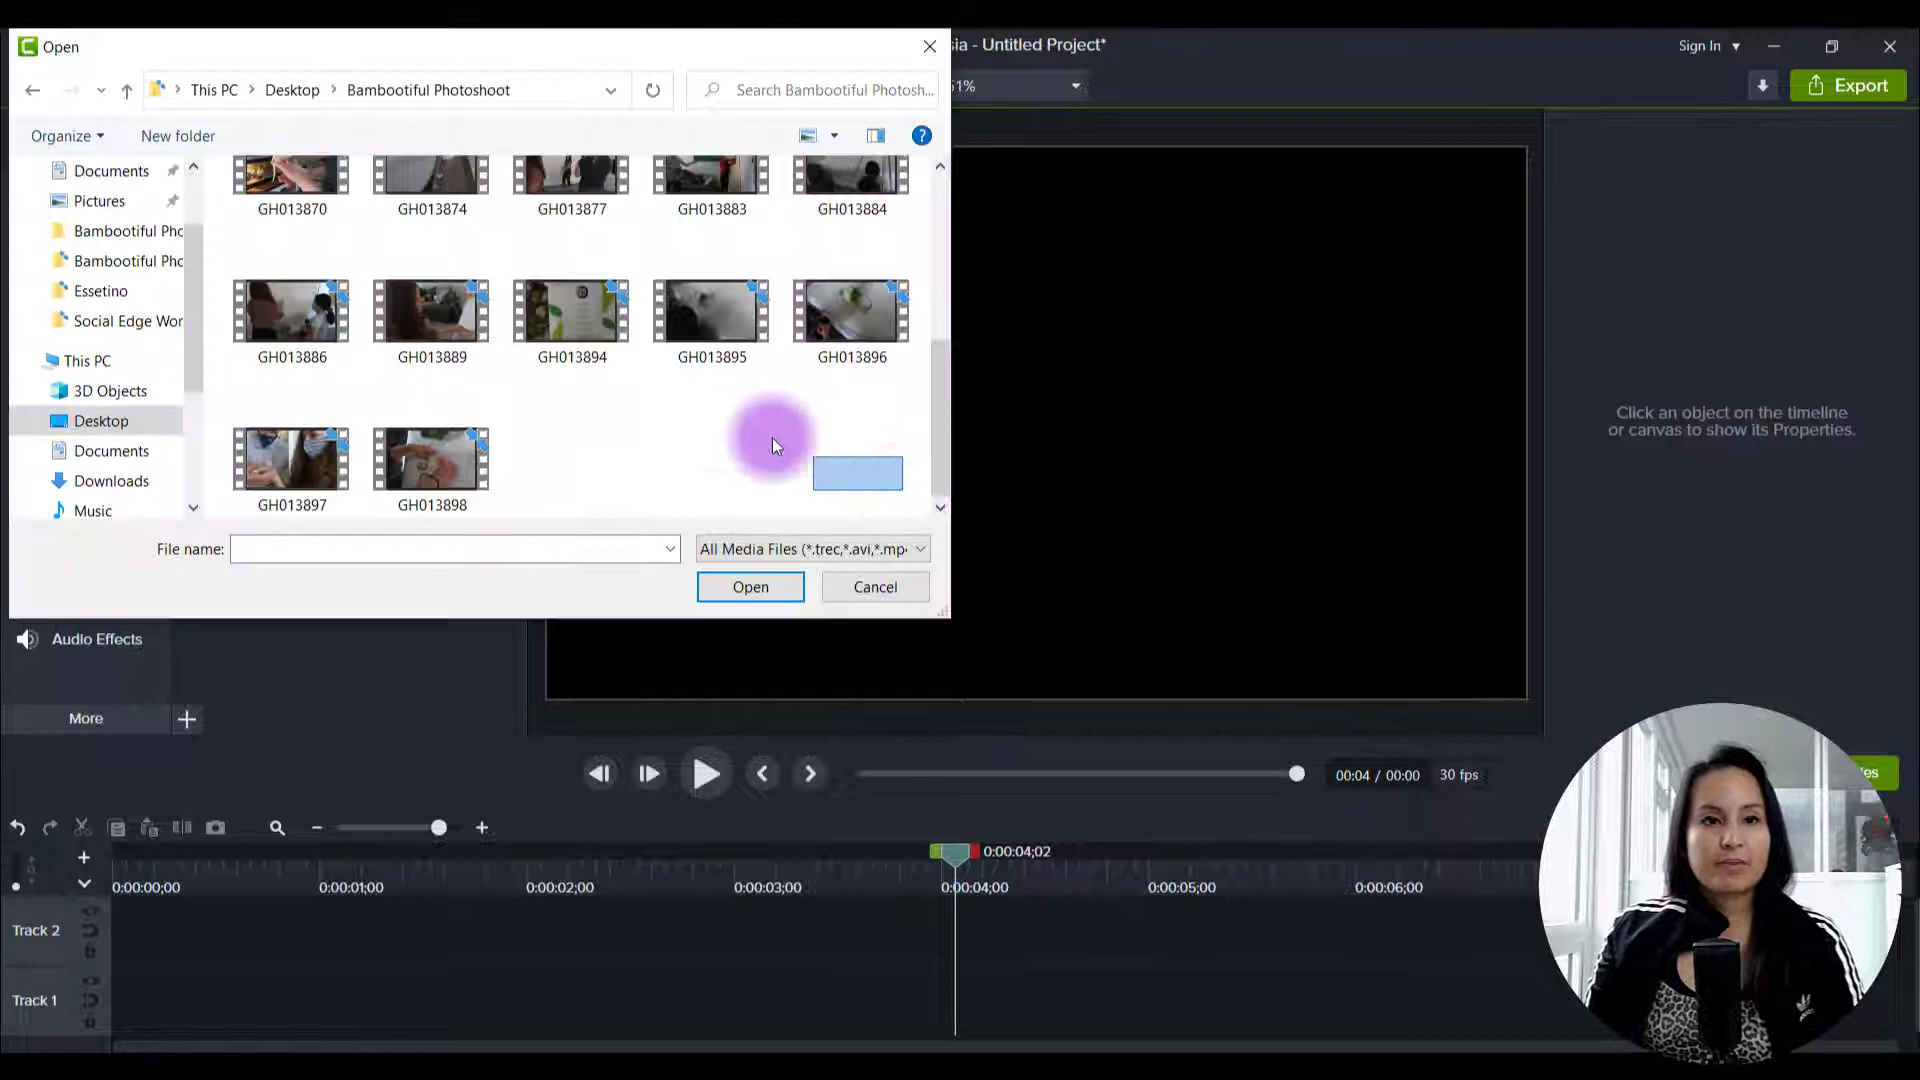 Open
ia - Untitled Project*
Sign In
This PC
Desktop
Bambootiful Photoshoot
Search Bambootiful Photosh...
51%
Export
Organize
New folder
Documents
Pictures
Bambootiful Pho
Bambootiful Pho
Essetino
Social Edge Wor
This PC
3D Objects
Desktop
Documents
Downloads
Music
GH013870
GH013874
GH013877
GH013883
GH013884
GH013886
GH013889
GH013894
GH013895
GH013896
GH013897
GH013898
Click an object on the timeline
or canvas to show its Properties.
File name:
All Media Files (*.trec,*.avi,*.mp
Open
Cancel
Audio Effects
More
00:04 / 00:00
30 fps
es
0:00:04;02
0:00:00;00
0:00:01;00
0:00:02;00
0:00:03;00
0:00:04;00
0:00:05;00
0:00:06;00
Track 2
Track 1